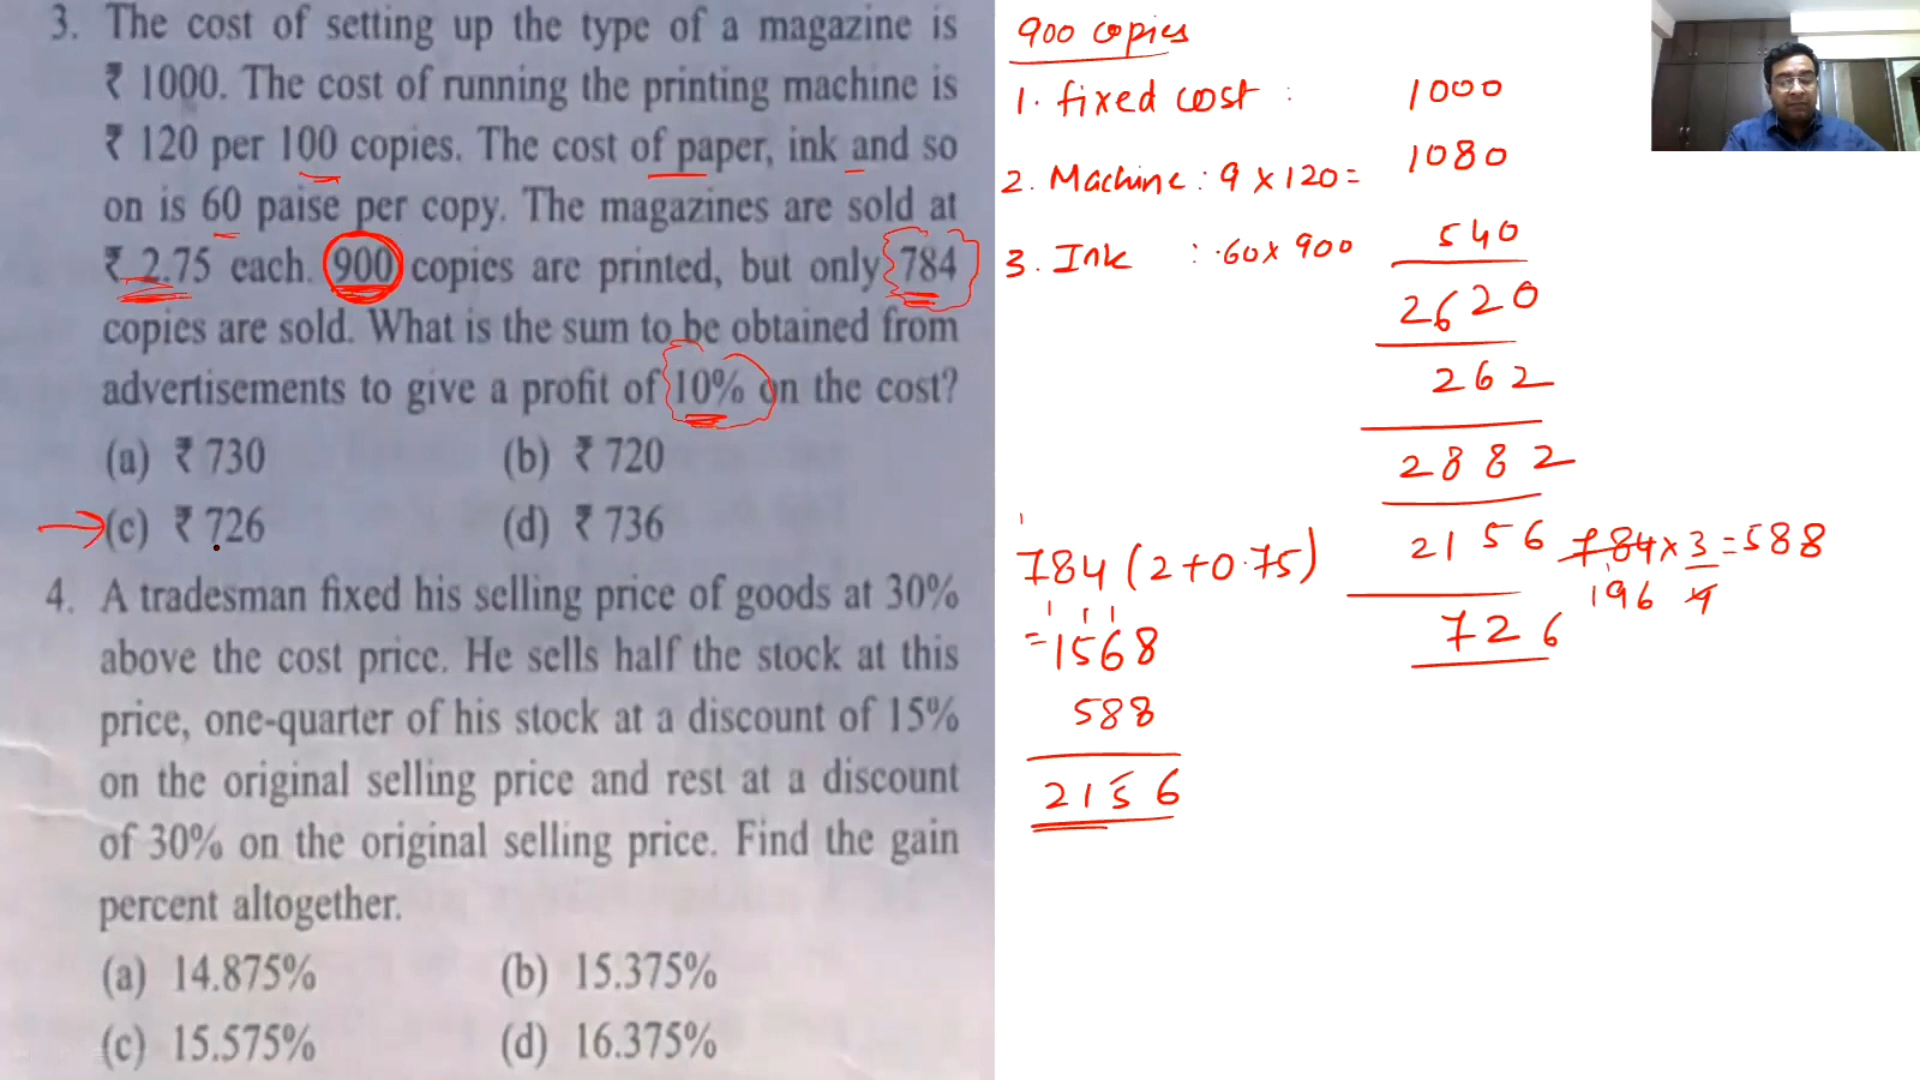 3. The cost of setting up the type of a magazine is
₹ 1000. The cost of running the printing machine is
₹ 120 per 100 copies. The cost of paper, ink and so
on is 60 paise per copy. The magazines are sold at
₹ 2.75 each. 900 copies are printed, but only 784
copies are sold. What is the sum to be obtained from
advertisements to give a profit of 10% on the cost?
(a) ₹ 730 (b) ₹ 720
(c) ₹ 726 (d) ₹ 736
4. A tradesman fixed his selling price of goods at 30%
above the cost price. He sells half the stock at this
price, one-quarter of his stock at a discount of 15%
on the original selling price and rest at a discount
of 30% on the original selling price. Find the gain
percent altogether.
(a) 14.875% (b) 15.375%
(c) 15.575% (d) 16.375%
900 copies
1. fixed cost : 1000
2. Machine : 9 x 120 = 1080
3. Ink : .60 x 900 540
2620
262
2882
2156 784 x 3 = 588
196 4
726
784 (2+0.75)
= 1568
588
2156